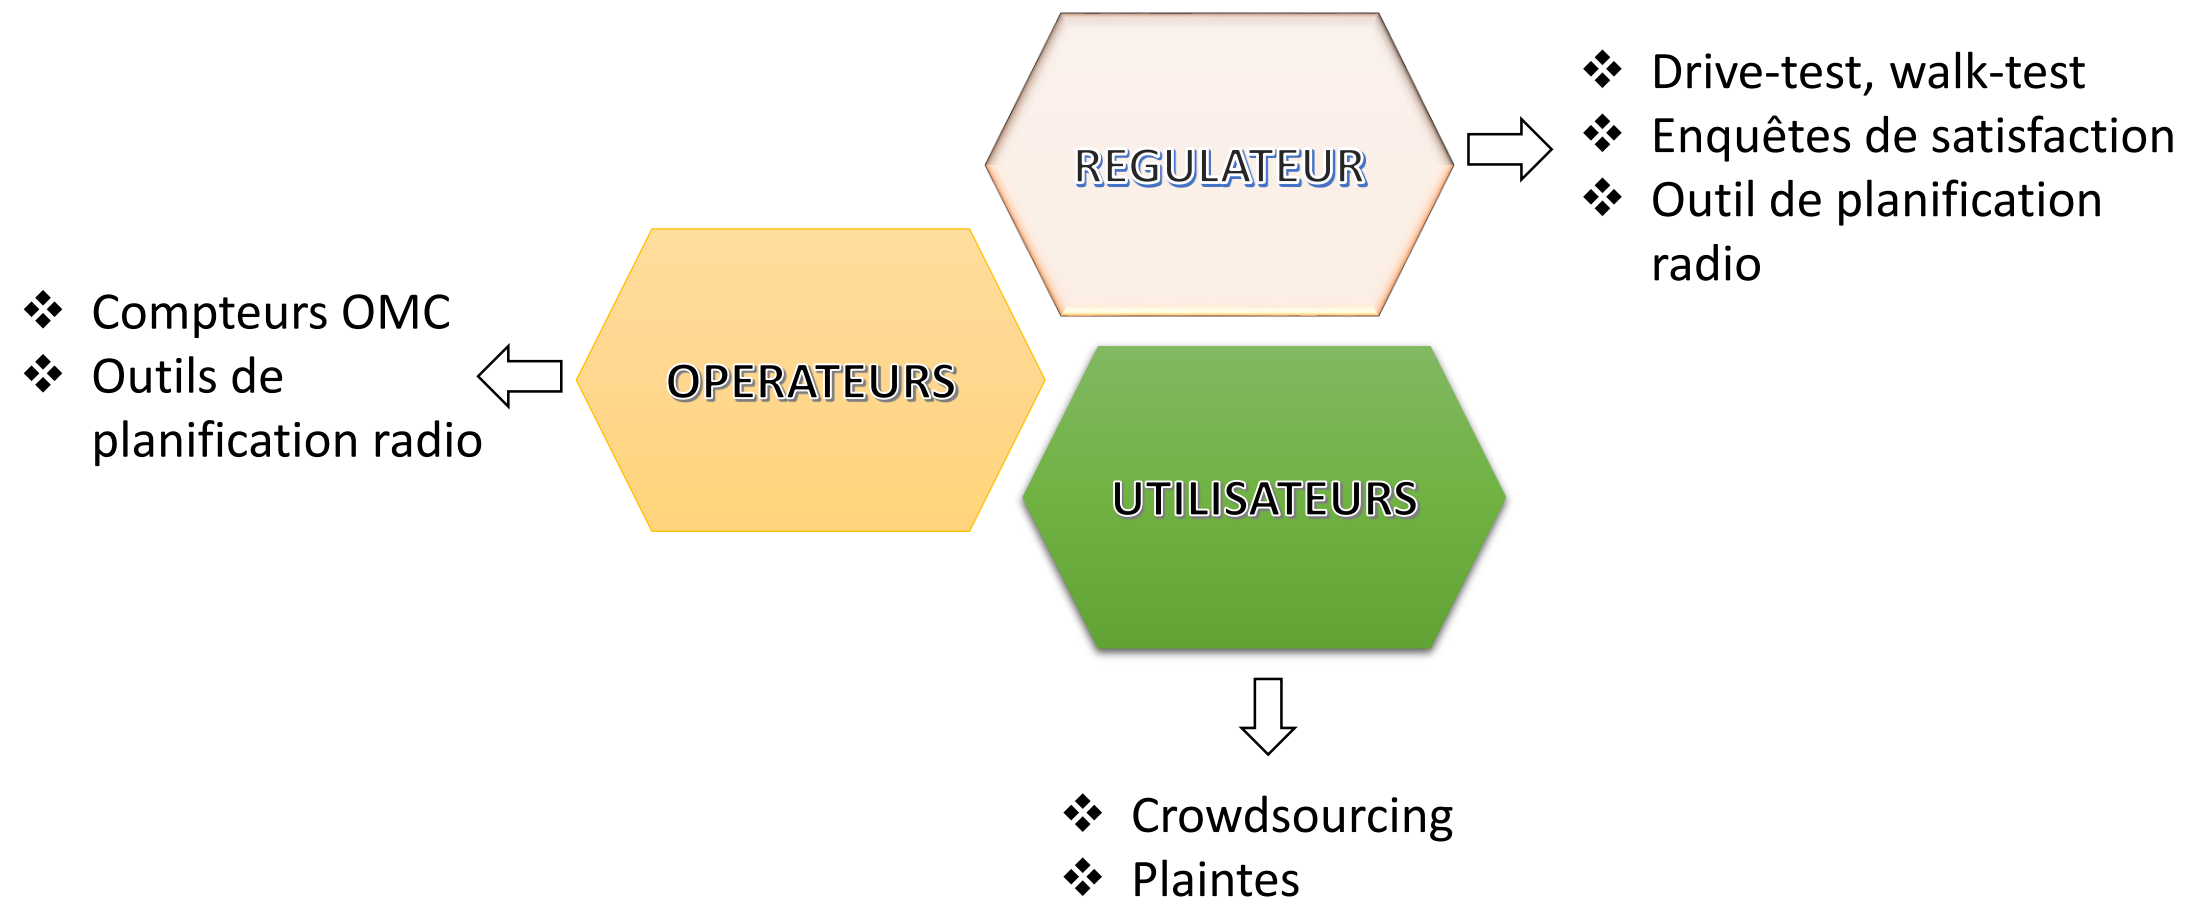 REGULATEUR
❖ Drive-test, walk-test
❖ Enquêtes de satisfaction
❖ Outil de planification
radio
OPERATEURS
❖ Compteurs OMC
❖ Outils de
planification radio
UTILISATEURS
❖ Crowdsourcing
❖ Plaintes